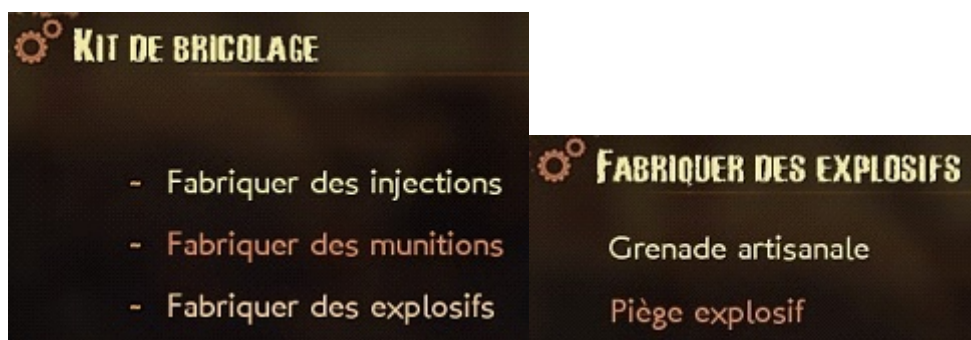 KIT DE BRICOLAGE
- Fabriquer des injections
- Fabriquer des munitions
- Fabriquer des explosifs
FABRIQUER DES EXPLOSIFS
Grenade artisanale
Piège explosif